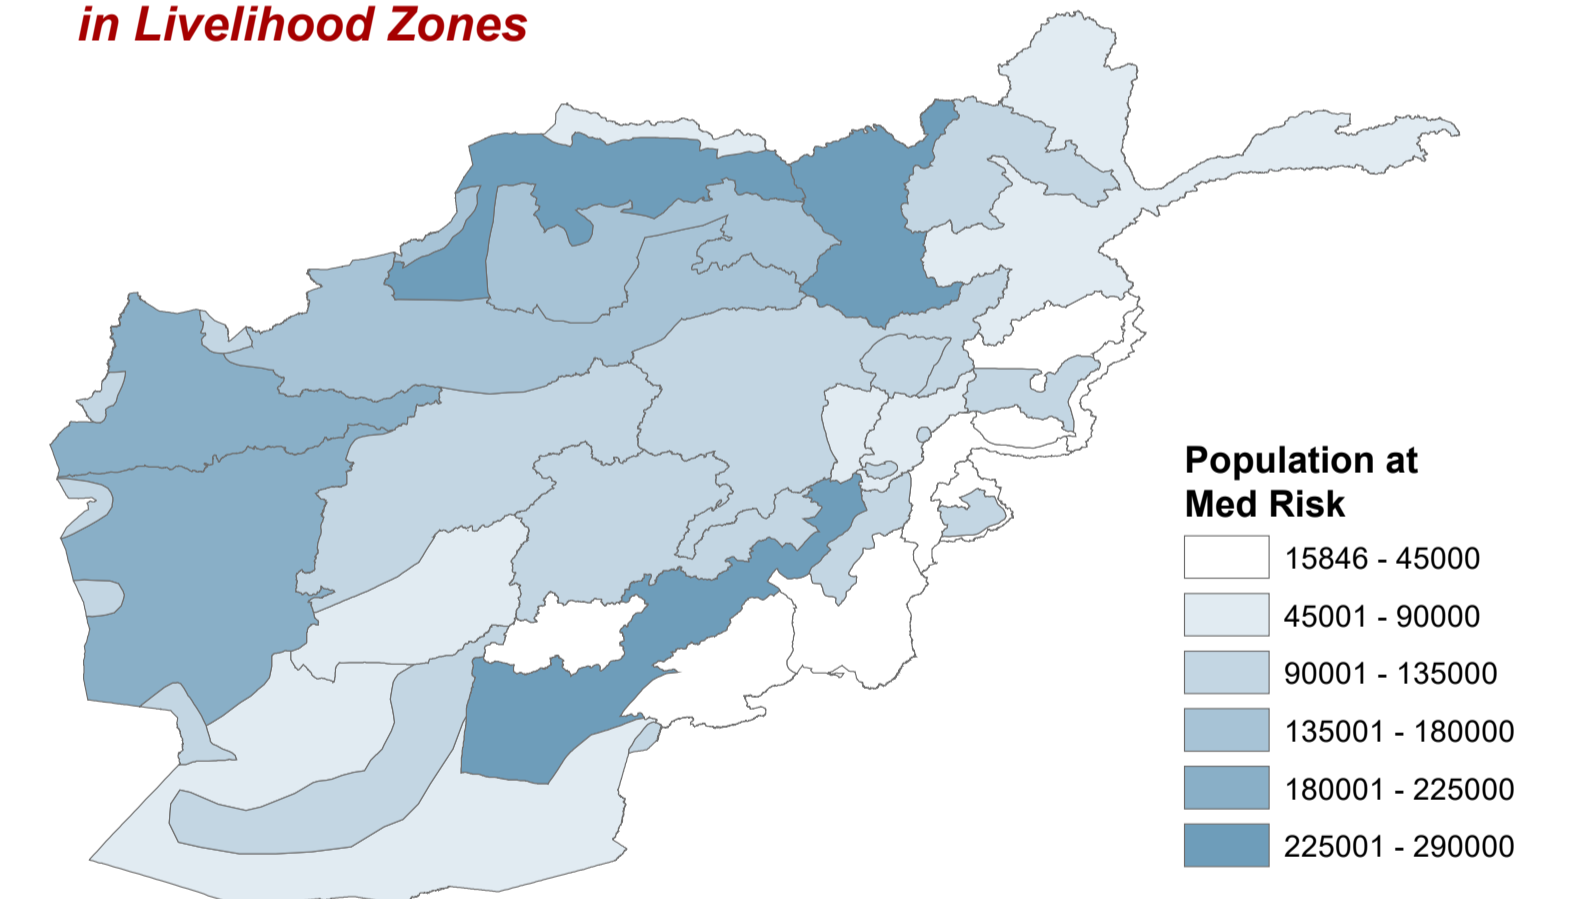 in Livelihood Zones
Population at
Med Risk
15846 - 45000
45001 - 90000
90001 - 135000
135001 - 180000
180001 - 225000
225001 - 290000